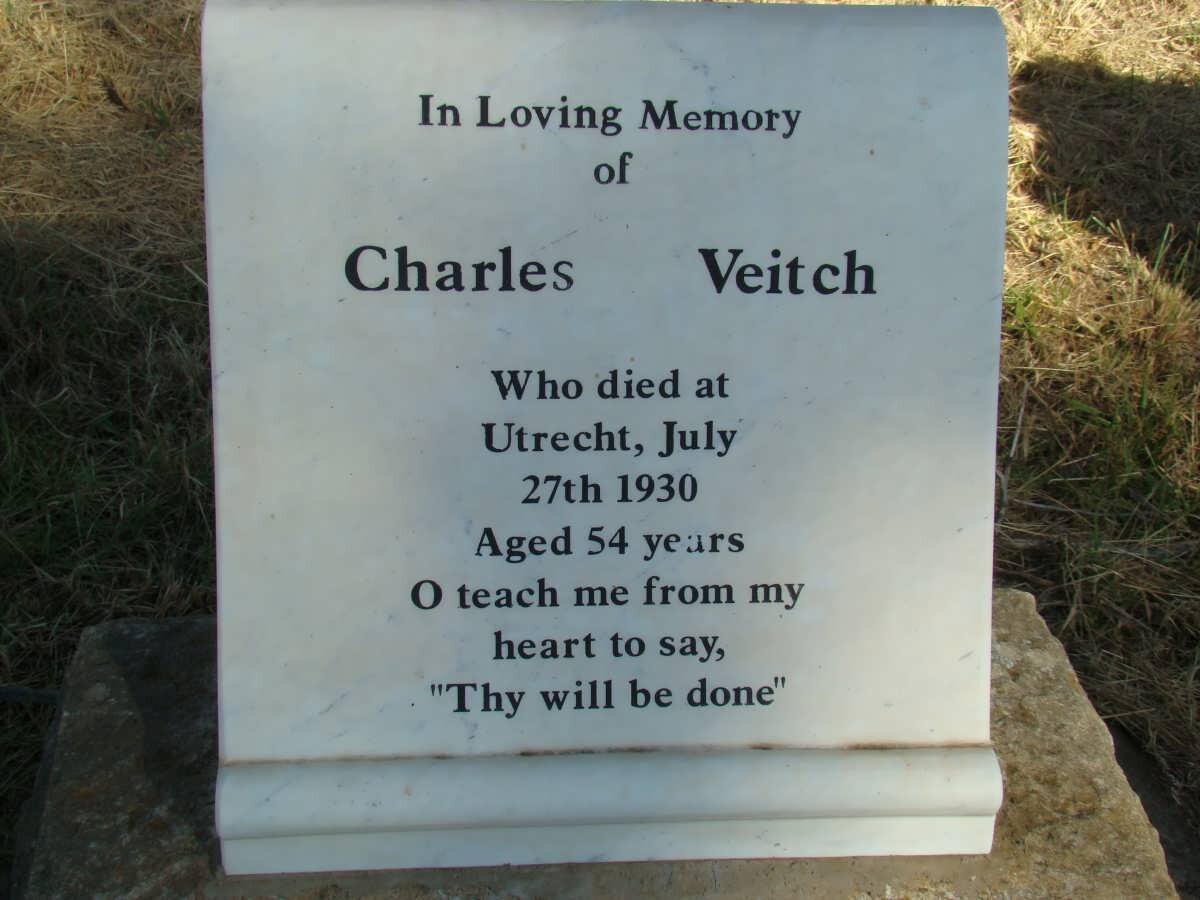 In Loving Memory
of
Charles Veitch
Who died at
Utrecht, July
27th 1930
Aged 54 years
O teach me from my
heart to say,
"Thy will be done"